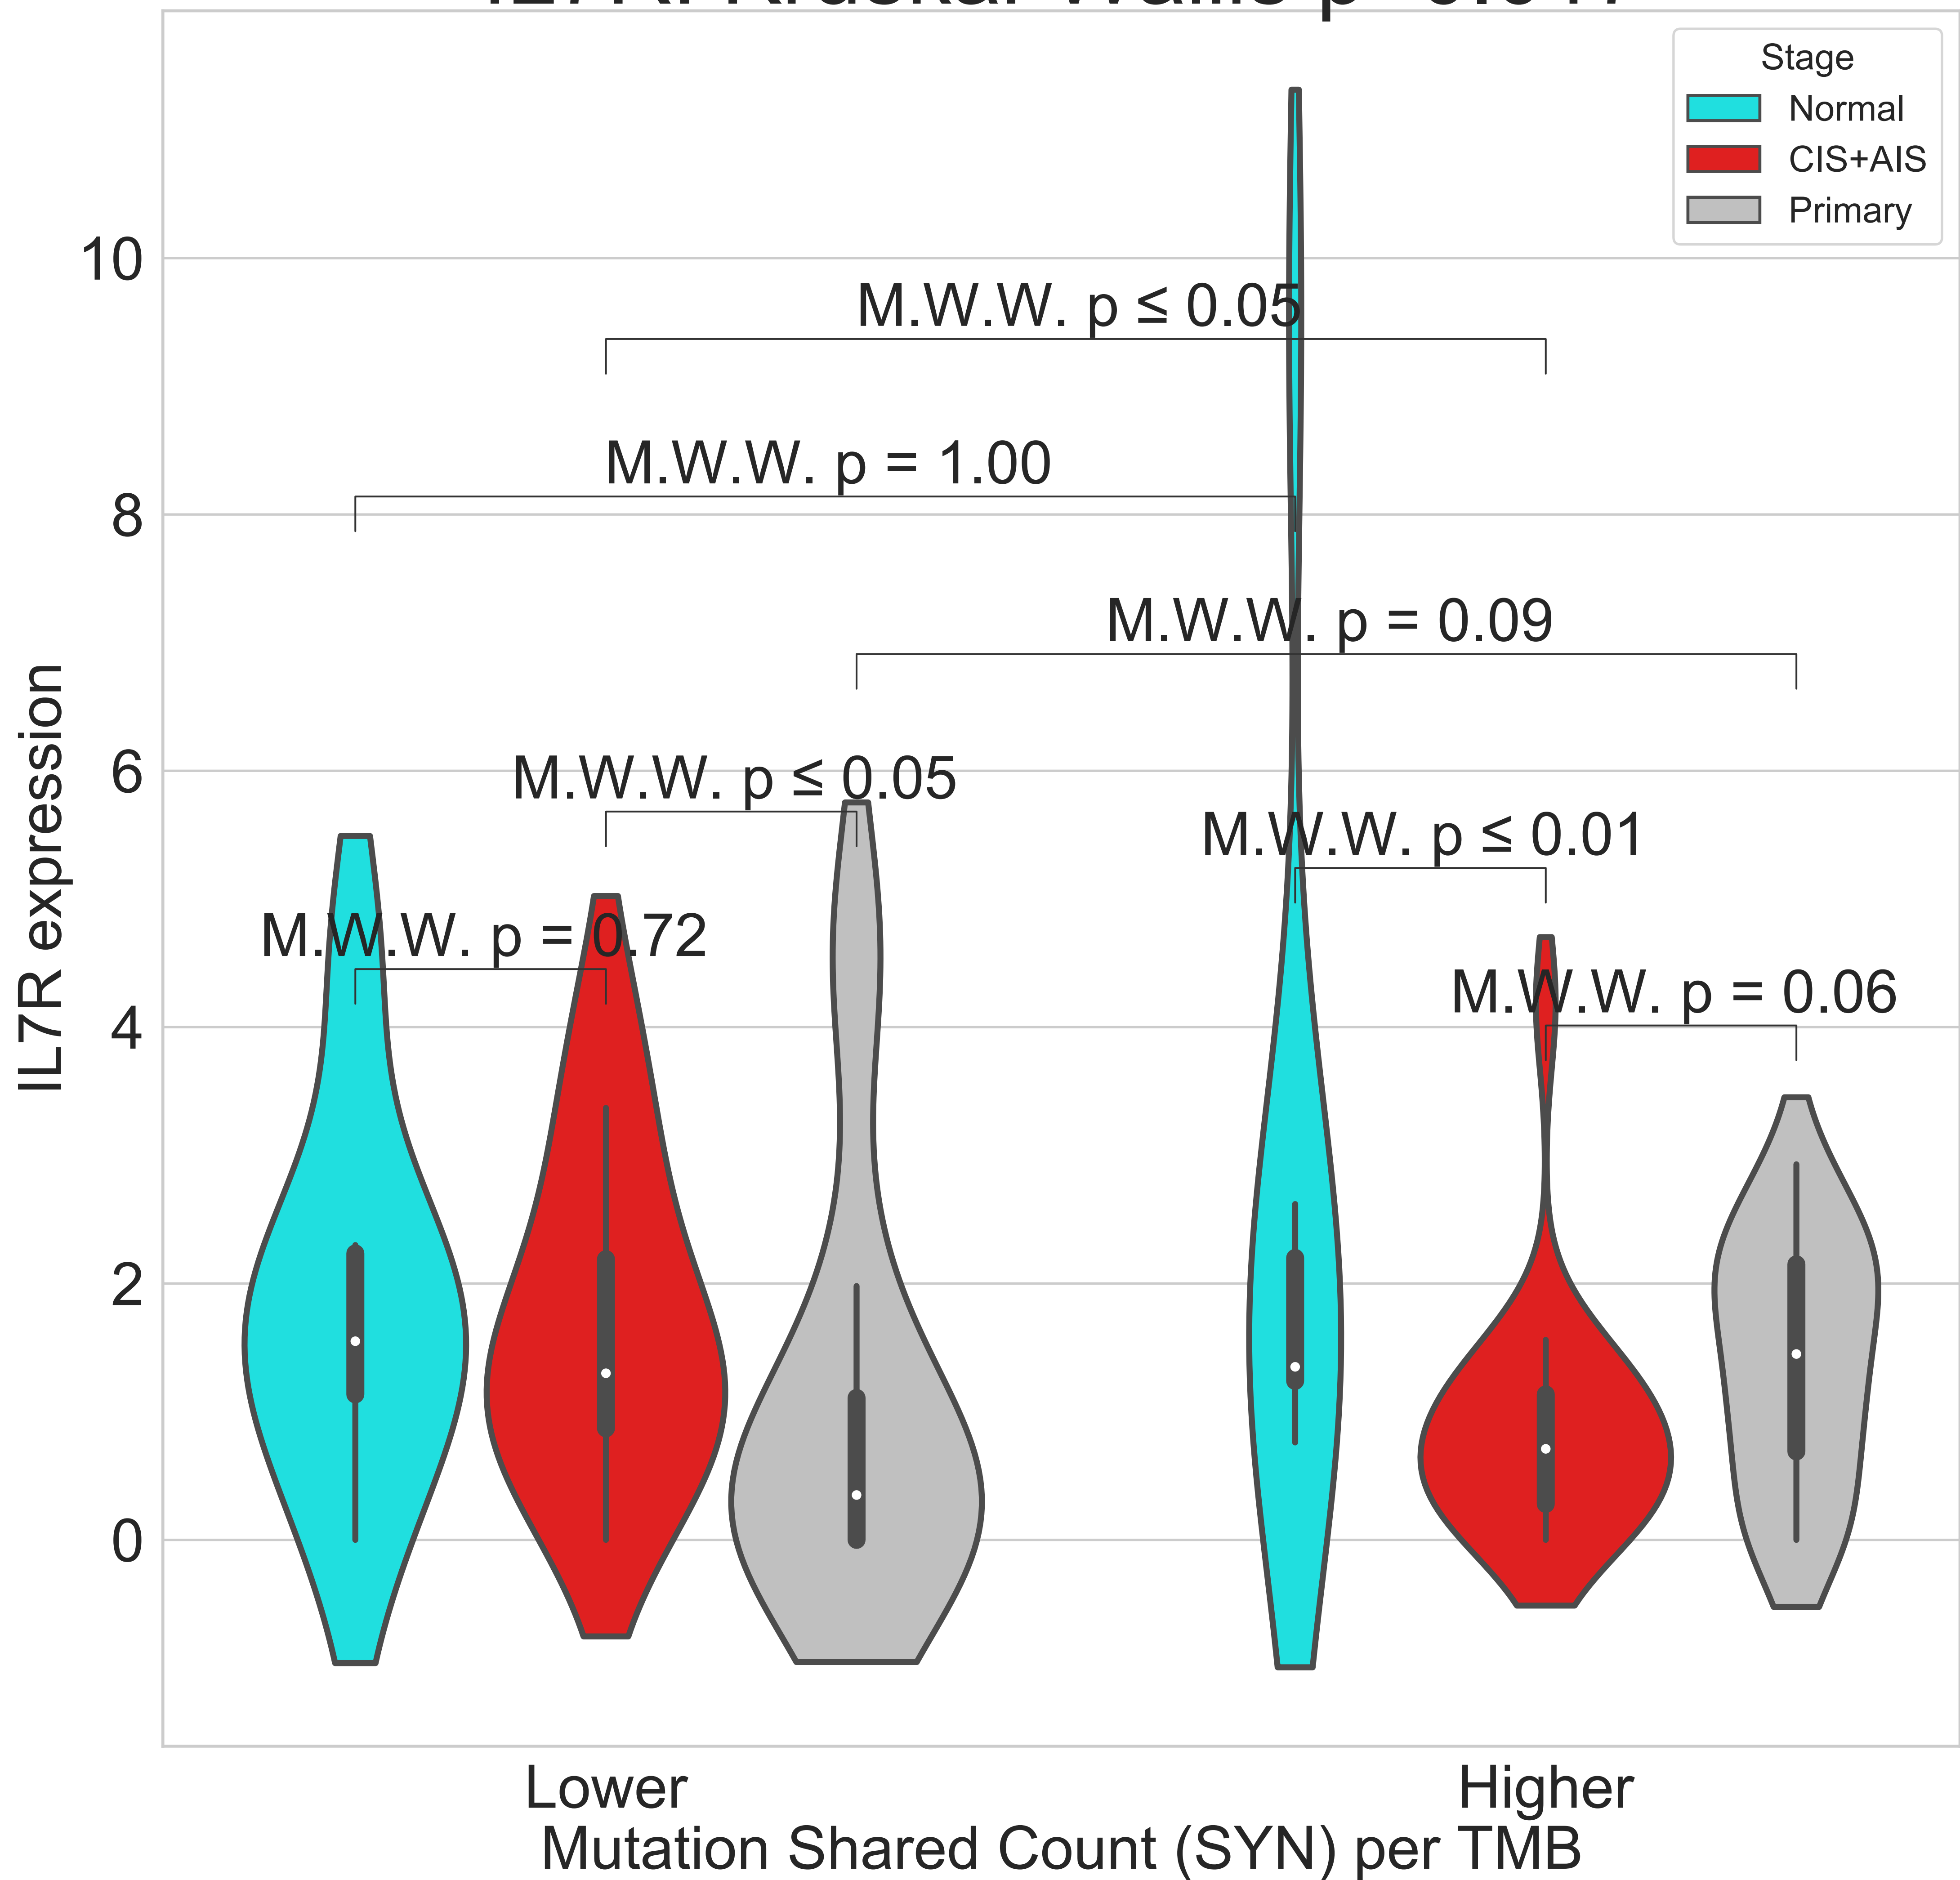 Stage
Normal
CIS+AIS
Primary
10
8
6
4
2
0
IL7R expression
M.W.W. p ≤ 0.05
M.W.W. p = 1.00
M.W.W. p = 0.09
M.W.W. p ≤ 0.05
M.W.W. p ≤ 0.01
M.W.W. p = 0.72
M.W.W. p = 0.06
Lower
Higher
Mutation Shared Count (SYN) per TMB